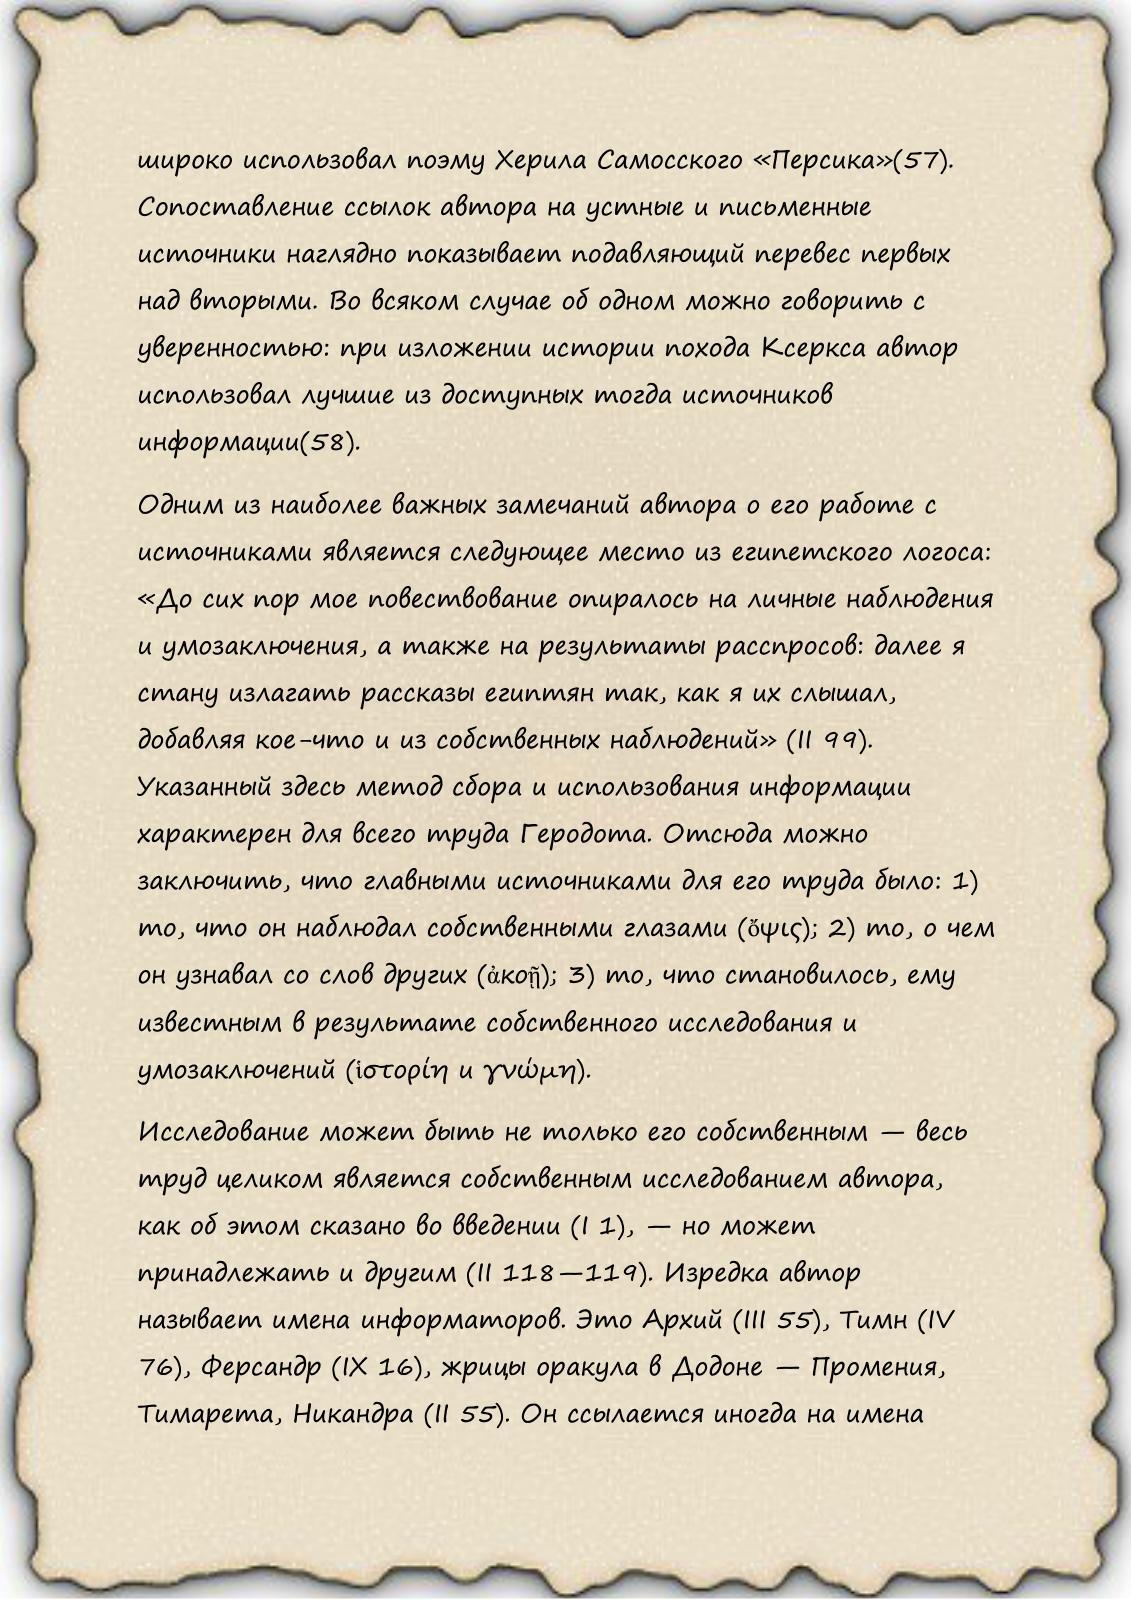 широко использовал поэму Херила Самосского «Персика»(57).
Сопоставление ссылок автора на устные и письменные
источники наглядно показывает подавляющий перевес первых
над вторыми. Во всяком случае об одном можно говорить с
уверенностью: при изложении истории похода Ксеркса автор
использовал лучшие из доступных тогда источников
информации(58).
Одним из наиболее важных замечаний автора о его работе с
источниками является следующее место из египетского логоса:
«До сих пор мое повествование опиралось на личные наблюдения
и умозаключения, а также на результаты расспросов: далее я
стану излагать рассказы египтян так, как я их слышал,
добавляя кое-что и из собственных наблюдений» (II 99).
Указанный здесь метод сбора и использования информации
характерен для всего труда Геродота. Отсюда можно
заключить, что главными источниками для его труда было: 1)
то, что он наблюдал собственными глазами (ὄψις); 2) то, о чем
он узнавал со слов других (ἀκοῇ); 3) то, что становилось, ему
известным в результате собственного исследования и
умозаключений (ἱστορίη и γνώμη).
Исследование может быть не только его собственным — весь
труд целиком является собственным исследованием автора,
как об этом сказано во введении (I 1), — но может
принадлежать и другим (II 118—119). Изредка автор
называет имена информаторов. Это Архий (III 55), Тимн (IV
76), Ферсандр (IX 16), жрицы оракула в Додоне — Промения,
Тимарета, Никандра (II 55). Он ссылается иногда на имена